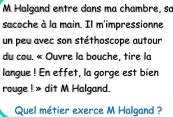 M Halgand entre dans ma chambre, sa
sacoche à la main. Il m'impressionne
un peu avec son stéthoscope autour
du cou. « Ouvre la bouche, tire la
langue ! En effet, la gorge est bien
rouge ! » dit M Halgand.
Quel métier exerce M Halgand ?